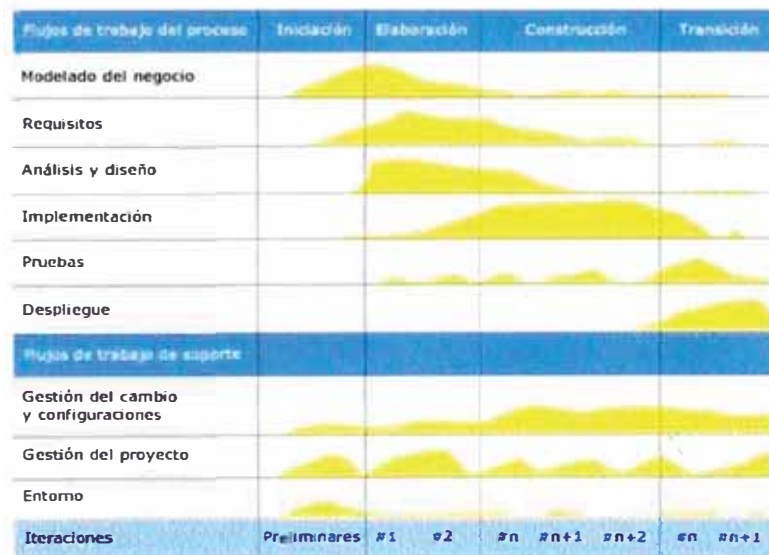 Flujos de trabajo del proceso Iniciación Elaboración Construcción Transición
Modelado del negocio
Requisitos
Análisis y diseño
Implementación
Pruebas
Despliegue
Flujos de trabajo de soporte
Gestión del cambio
y configuraciones
Gestión del proyecto
Entorno
Iteraciones Preliminares #1 #2 #n #n+1 #n+2 #n #n+1